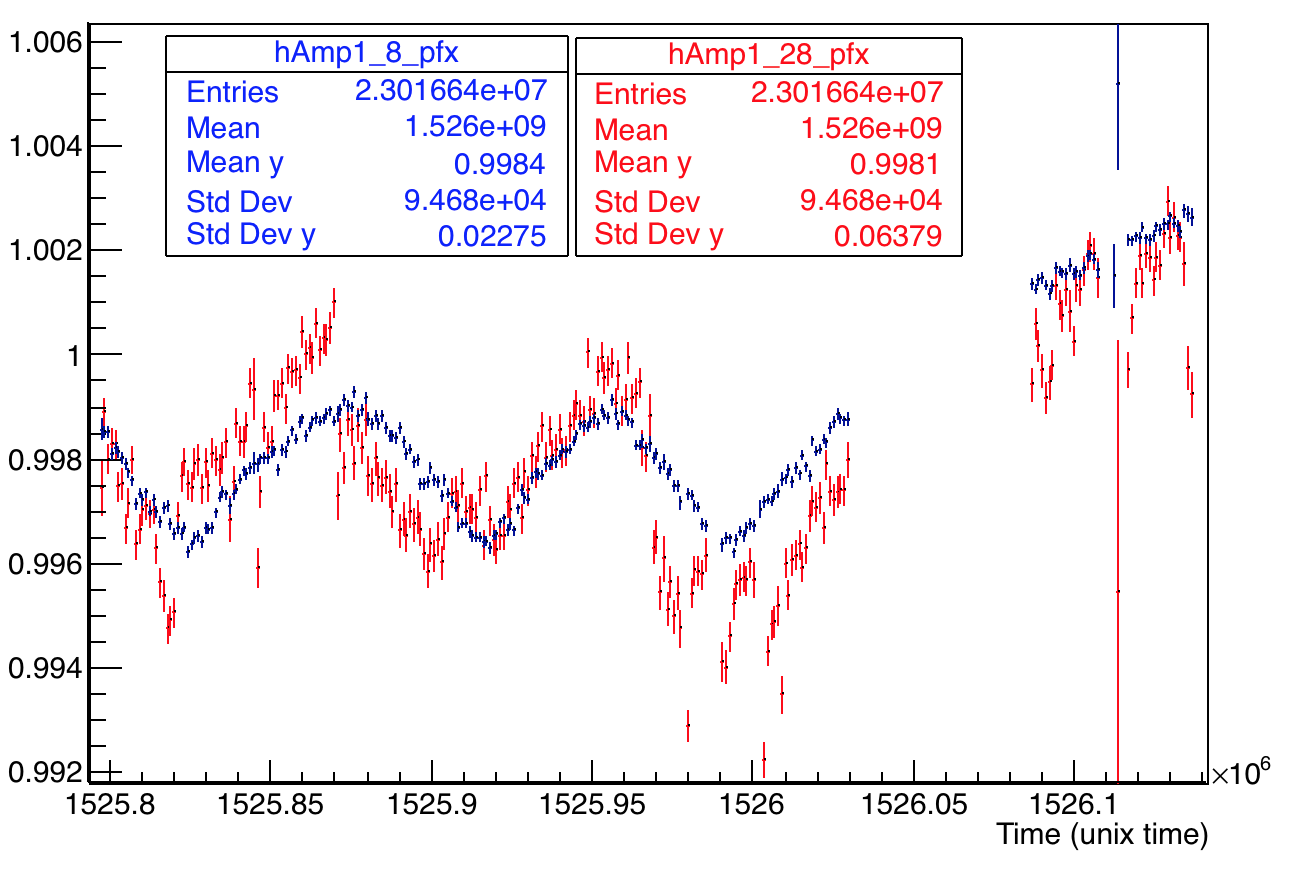 hAmp1_8_pfx
Entries 2.301664e+07
Mean 1.526e+09
Mean y 0.9984
Std Dev 9.468e+04
Std Dev y 0.02275
hAmp1_28_pfx
Entries 2.301664e+07
Mean 1.526e+09
Mean y 0.9981
Std Dev 9.468e+04
Std Dev y 0.06379
1.006
1.004
1.002
1
0.998
0.996
0.994
0.992
1525.8 1525.85 1525.9 1525.95 1526 1526.05 1526.1
×10⁶
Time (unix time)